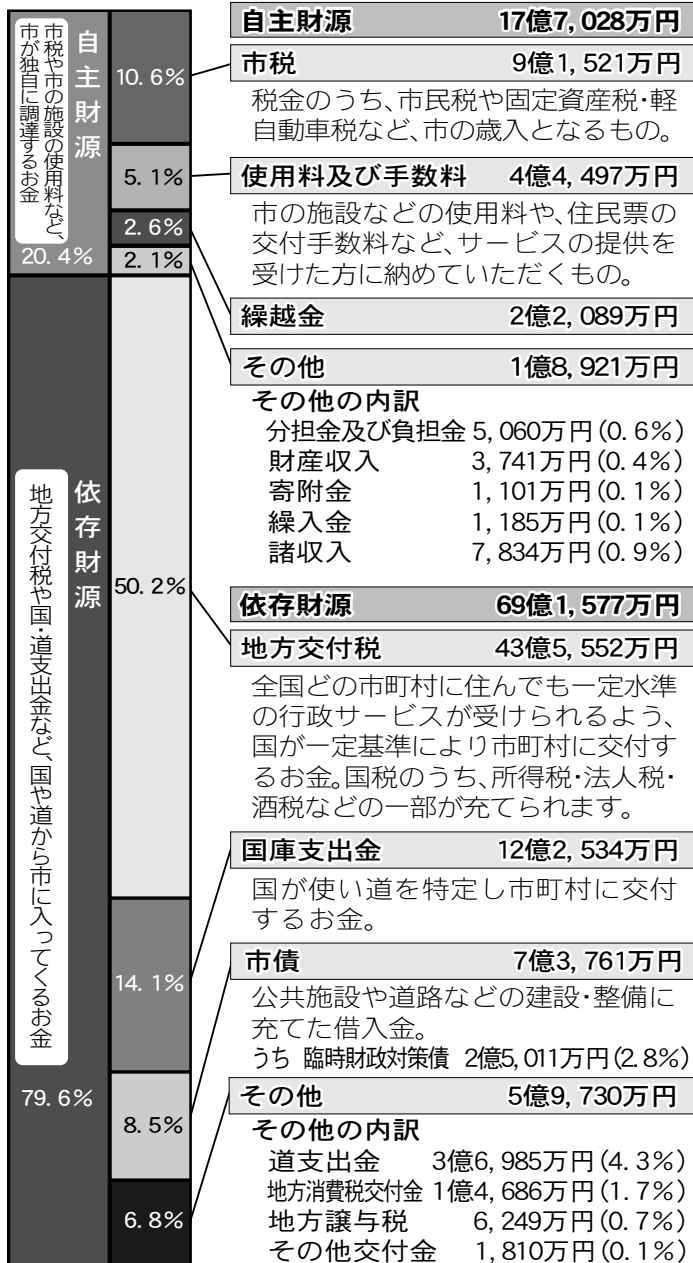 自主財源
市税や市の施設の使用料など、
市が独自に調達するお金
20.4%
10.6%
5.1%
2.6%
2.1%
依存財源
地方交付税や国・道支出金など、国や道から市に入ってくるお金
79.6%
50.2%
14.1%
8.5%
6.8%
自主財源 17億7,028万円
市税 9億1,521万円
税金のうち、市民税や固定資産税・軽
自動車税など、市の歳入となるもの。
使用料及び手数料 4億4,497万円
市の施設などの使用料や、住民票の
交付手数料など、サービスの提供を
受けた方に納めていただくもの。
繰越金 2億2,089万円
その他 1億8,921万円
その他の内訳
分担金及び負担金 5,060万円(0.6%)
財産収入 3,741万円(0.4%)
寄附金 1,101万円(0.1%)
繰入金 1,185万円(0.1%)
諸収入 7,834万円(0.9%)
依存財源 69億1,577万円
地方交付税 43億5,552万円
全国どの市町村に住んでも一定水準
の行政サービスが受けられるよう、
国が一定基準により市町村に交付す
るお金。国税のうち、所得税・法人税・
酒税などの一部が充てられます。
国庫支出金 12億2,534万円
国が使い道を特定し市町村に交付
するお金。
市債 7億3,761万円
公共施設や道路などの建設・整備に
充てた借入金。
うち 臨時財政対策債 2億5,011万円(2.8%)
その他 5億9,730万円
その他の内訳
道支出金 3億6,985万円(4.3%)
地方消費税交付金 1億4,686万円(1.7%)
地方譲与税 6,249万円(0.7%)
その他交付金 1,810万円(0.1%)